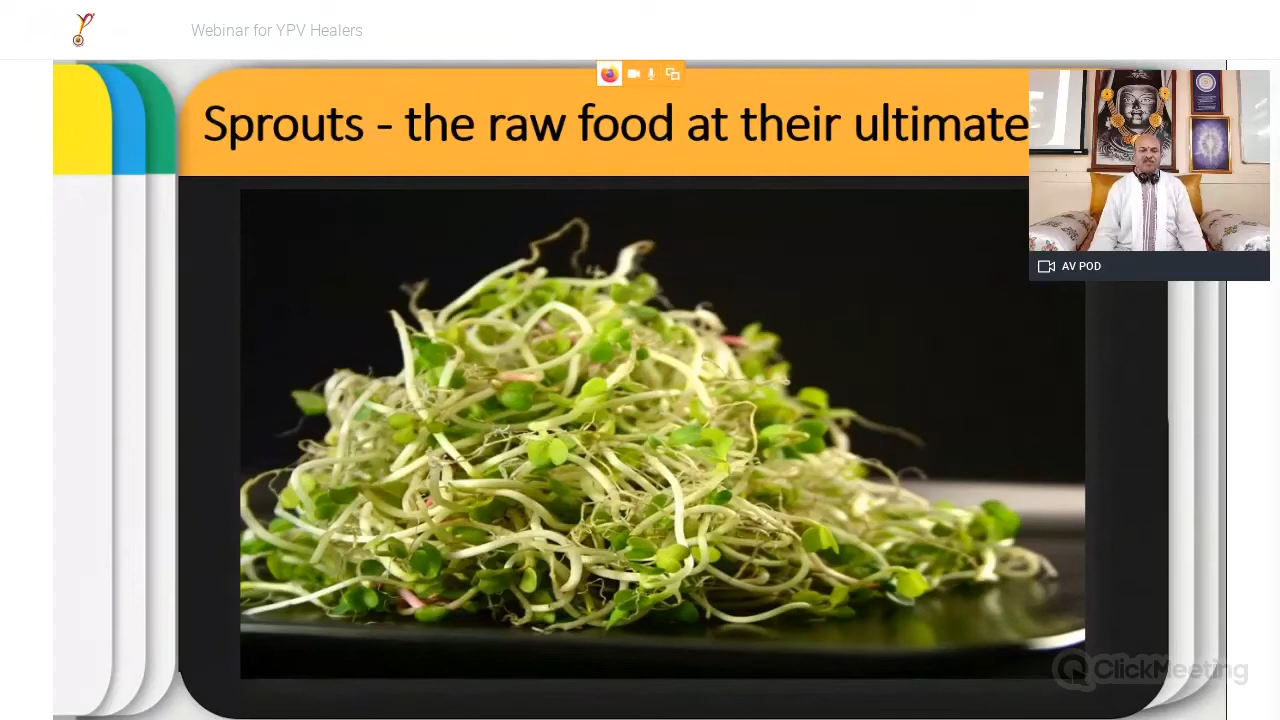 Webinar for YPV Healers
Sprouts - the raw food at their ultimate
AV POD
ClickMeeting